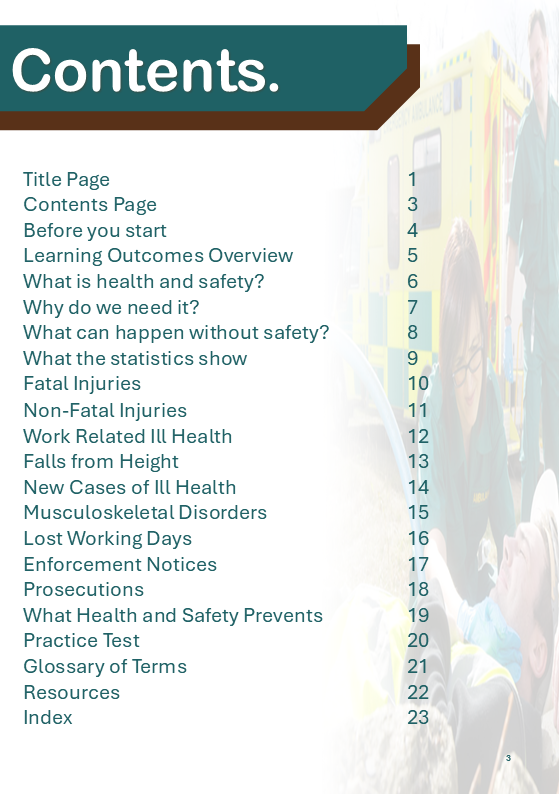 Contents.
Title Page 1
Contents Page 3
Before you start 4
Learning Outcomes Overview 5
What is health and safety? 6
Why do we need it? 7
What can happen without safety? 8
What the statistics show 9
Fatal Injuries 10
Non-Fatal Injuries 11
Work Related Ill Health 12
Falls from Height 13
New Cases of Ill Health 14
Musculoskeletal Disorders 15
Lost Working Days 16
Enforcement Notices 17
Prosecutions 18
What Health and Safety Prevents 19
Practice Test 20
Glossary of Terms 21
Resources 22
Index 23
3